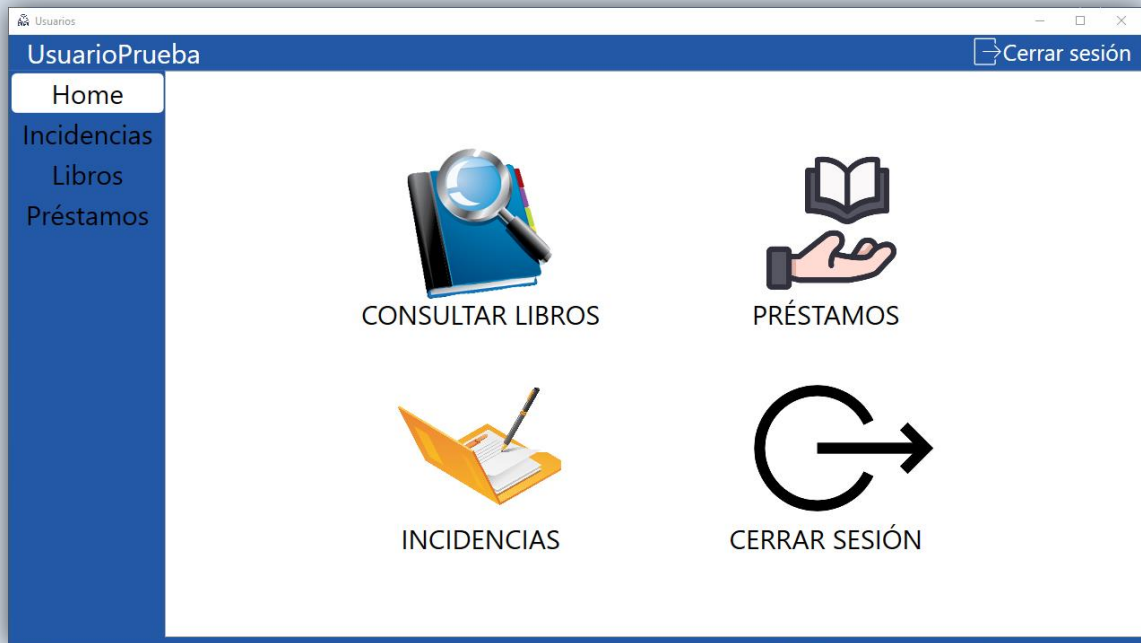 Usuarios
UsuarioPrueba
Cerrar sesión
Home
Incidencias
Libros
Préstamos
CONSULTAR LIBROS
PRÉSTAMOS
INCIDENCIAS
CERRAR SESIÓN